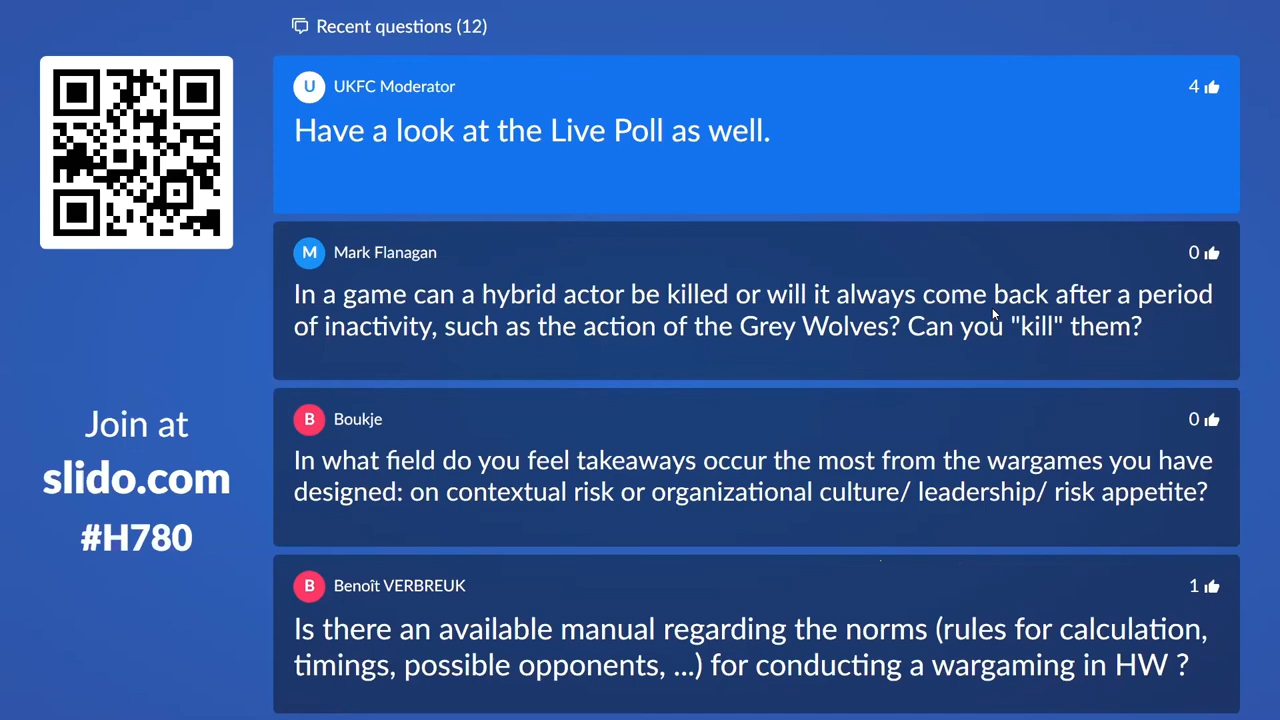 Recent questions (12)
U UKFC Moderator 4
Have a look at the Live Poll as well.
M Mark Flanagan 0
In a game can a hybrid actor be killed or will it always come back after a period
of inactivity, such as the action of the Grey Wolves? Can you "kill" them?
B Boukje 0
In what field do you feel takeaways occur the most from the wargames you have
designed: on contextual risk or organizational culture/ leadership/ risk appetite?
B Benoît VERBREUK 1
Is there an available manual regarding the norms (rules for calculation,
timings, possible opponents, ...) for conducting a wargaming in HW ?
Join at
slido.com
#H780